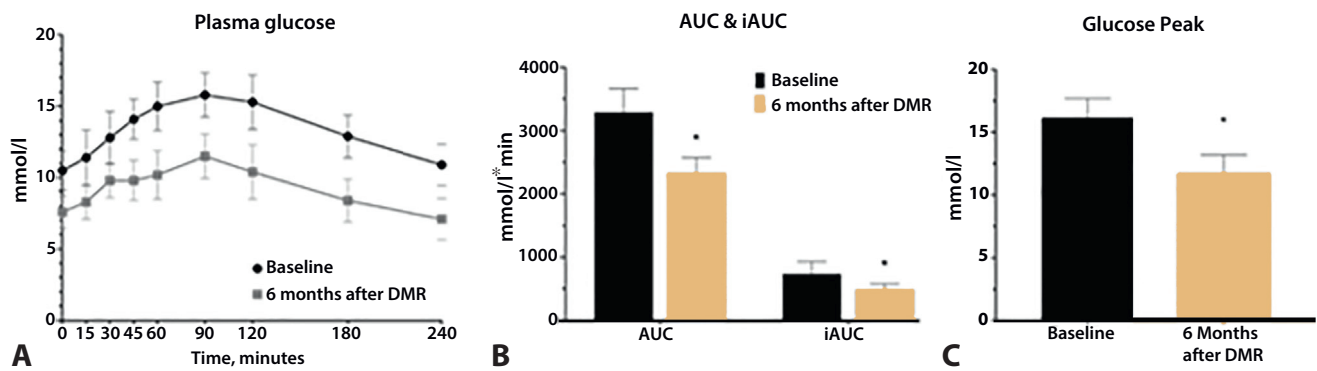 Plasma glucose
20
15
10
5
0
mmol/l
Baseline
6 months after DMR
0 15 30 45 60 90 120 180 240
Time, minutes
A
AUC & iAUC
4000
3000
2000
1000
0
mmol/l*min
Baseline
6 months after DMR
AUC iAUC
B
Glucose Peak
20
15
10
5
0
mmol/l
Baseline 6 Months
after DMR
C